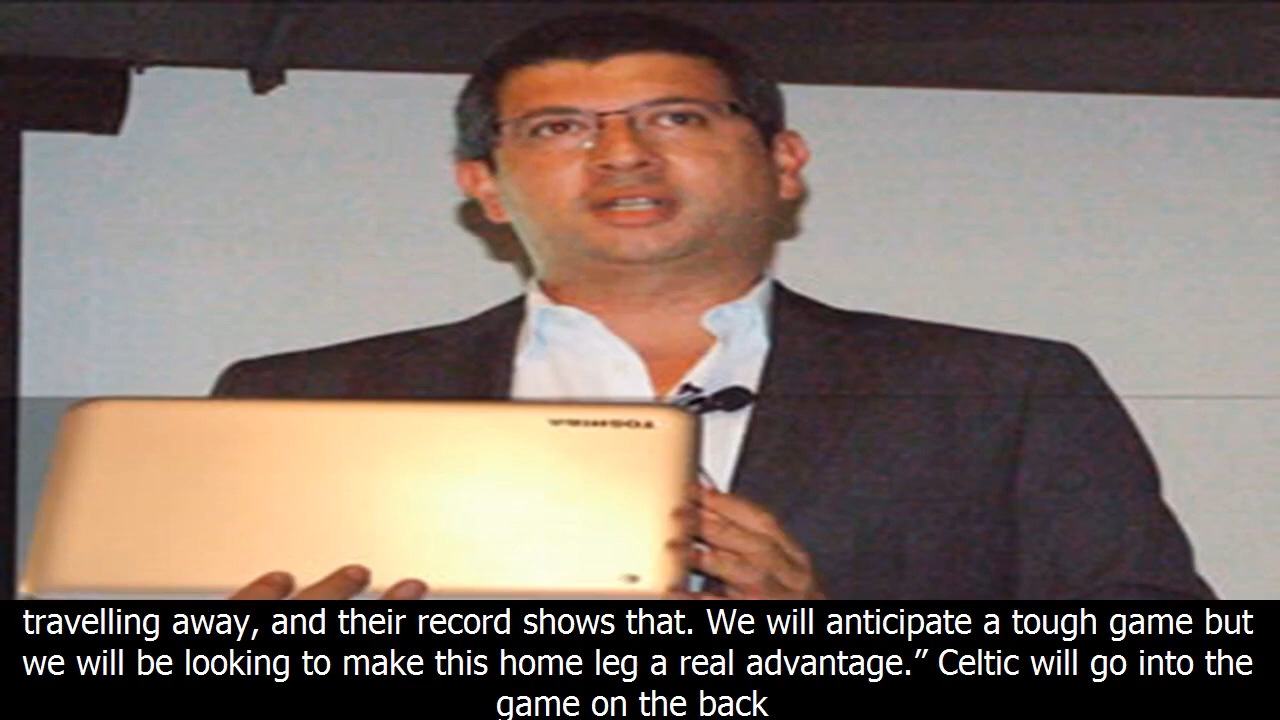 TOSHIBA
travelling away, and their record shows that. We will anticipate a tough game but
we will be looking to make this home leg a real advantage.” Celtic will go into the
game on the back